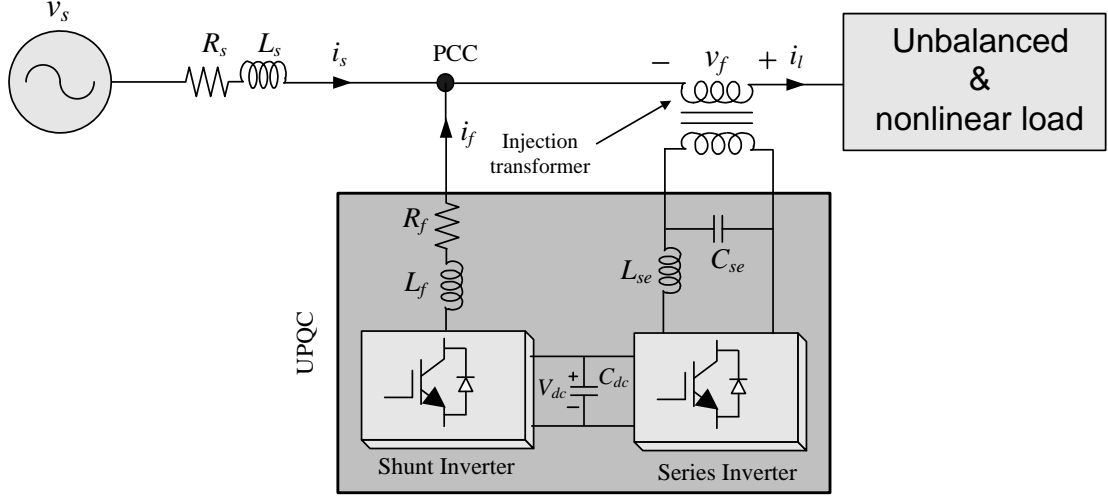 v_s
R_s
L_s
i_s
PCC
−
v_f
+
i_l
Unbalanced
&
nonlinear load
i_f
Injection
transformer
R_f
L_f
L_se
C_se
UPQC
V_dc
+
−
C_dc
Shunt Inverter
Series Inverter